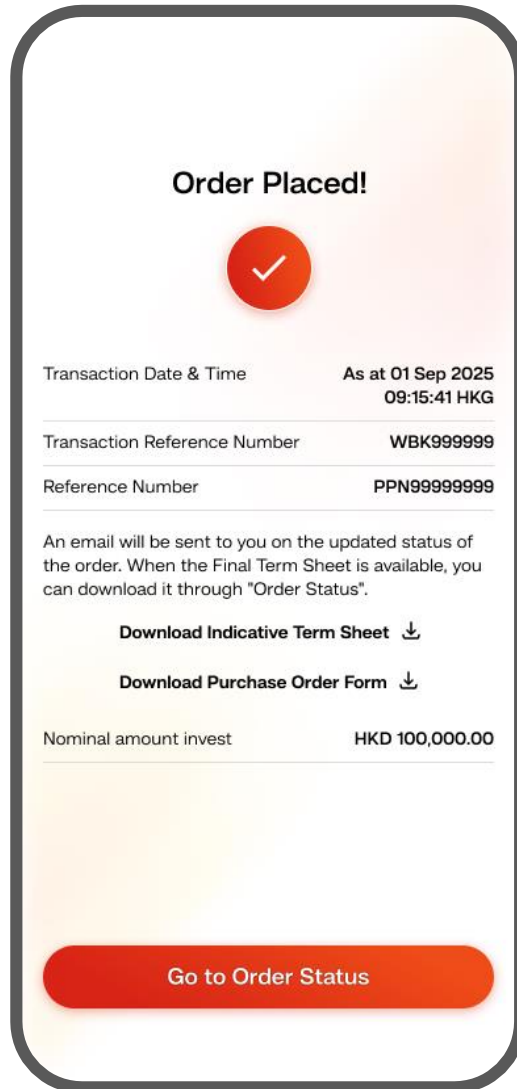 Order Placed!
Transaction Date & Time As at 01 Sep 2025
09:15:41 HKG
Transaction Reference Number WBK999999
Reference Number PPN99999999
An email will be sent to you on the updated status of
the order. When the Final Term Sheet is available, you
can download it through "Order Status".
Download Indicative Term Sheet
Download Purchase Order Form
Nominal amount invest HKD 100,000.00
Go to Order Status